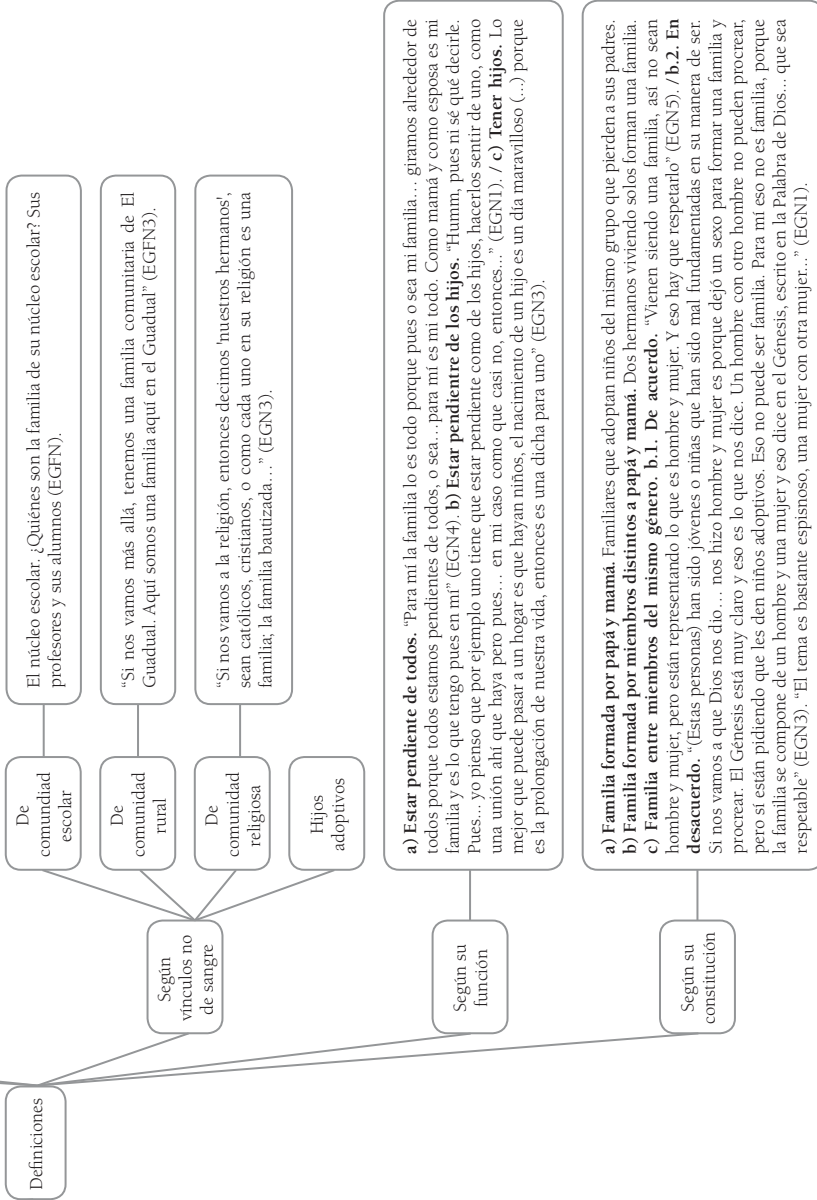 Definiciones
Según
vínculos no
de sangre
De
comundiad
escolar
El núcleo escolar. ¿Quiénes son la familia de su núcleo escolar? Sus
profesores y sus alumnos (EGFN).
De
comunidad
rural
“Si nos vamos más allá, tenemos una familia comunitaria de El
Guadual. Aquí somos una familia aquí en el Guadual” (EGFN3).
De
comunidad
religiosa
“Si nos vamos a la religión, entonces decimos 'nuestros hermanos',
sean católicos, cristianos, o como cada uno en su religión es una
familia; la familia bautizada…” (EGN3).
Hijos
adoptivos
Según su
función
a) Estar pendiente de todos. “Para mí la familia lo es todo porque pues o sea mi familia… giramos alrededor de
todos porque todos estamos pendientes de todos, o sea…para mí es mi todo. Como mamá y como esposa es mi
familia y es lo que tengo pues en mí” (EGN4). b) Estar pendientre de los hijos. “Humm, pues ni sé qué decirle.
Pues... yo pienso que por ejemplo uno tiene que estar pendiente como de los hijos, hacerlos sentir de uno, como
una unión ahí que haya pero pues… en mi caso como que casi no, entonces...” (EGN1). / c) Tener hijos. Lo
mejor que puede pasar a un hogar es que hayan niños, el nacimiento de un hijo es un día maravilloso (...) porque
es la prolongación de nuestra vida, entonces es una dicha para uno” (EGN3).
Según su
constitución
a) Familia formada por papá y mamá. Familiares que adoptan niños del mismo grupo que pierden a sus padres.
b) Familia formada por miembros distintos a papá y mamá. Dos hermanos viviendo solos forman una familia.
c) Familia entre miembros del mismo género. b.1. De acuerdo. “Vienen siendo una familia, así no sean
hombre y mujer, pero están representando lo que es hombre y mujer. Y eso hay que respetarlo” (EGN5). / b.2. En
desacuerdo. “(Estas personas) han sido jóvenes o niñas que han sido mal fundamentadas en su manera de ser.
Si nos vamos a que Dios nos dio… nos hizo hombre y mujer es porque dejó un sexo para formar una familia y
procrear. El Génesis está muy claro y eso es lo que nos dice. Un hombre con otro hombre no pueden procrear,
pero sí están pidiendo que les den niños adoptivos. Eso no puede ser familia. Para mí eso no es familia, porque
la familia se compone de un hombre y una mujer y eso dice en el Génesis, escrito en la Palabra de Dios... que sea
respetable” (EGN3). “El tema es bastante espisnoso, una mujer con otra mujer...” (EGN1).